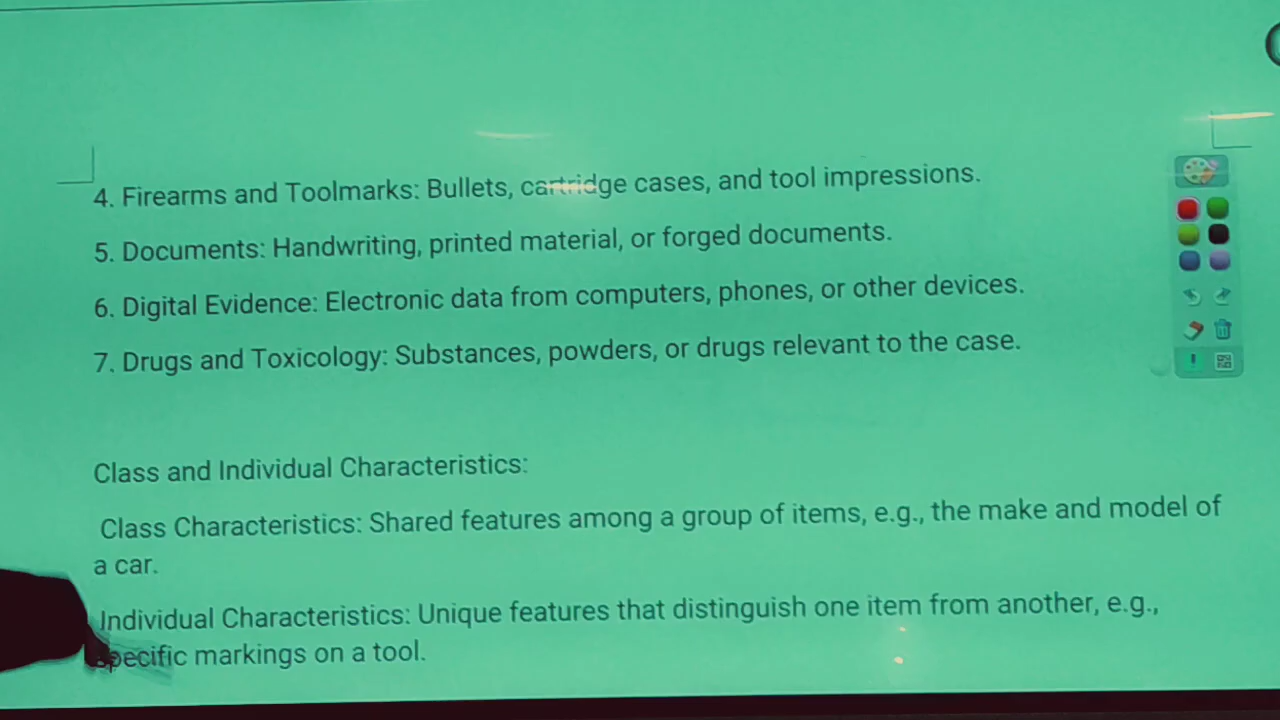 4. Firearms and Toolmarks: Bullets, cartridge cases, and tool impressions.
5. Documents: Handwriting, printed material, or forged documents.
6. Digital Evidence: Electronic data from computers, phones, or other devices.
7. Drugs and Toxicology: Substances, powders, or drugs relevant to the case.
Class and Individual Characteristics:
Class Characteristics: Shared features among a group of items, e.g., the make and model of
a car.
Individual Characteristics: Unique features that distinguish one item from another, e.g.,
specific markings on a tool.